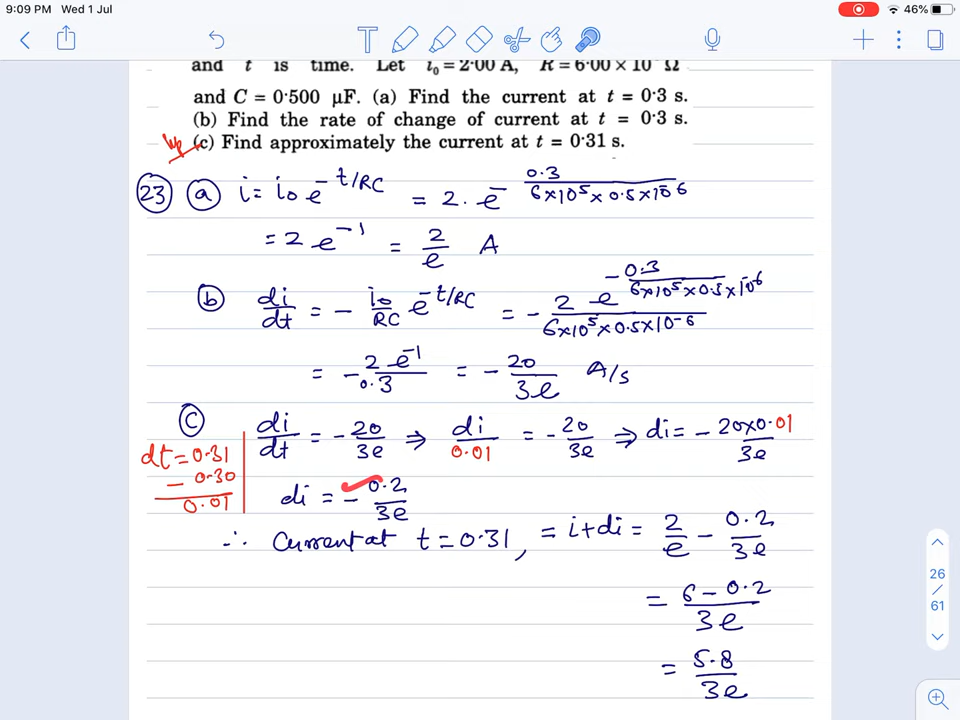 9:09 PM Wed 1 Jul
46%
and t is time. Let i₀ = 2·00 A, R = 6·00 × 10 Ω
and C = 0·500 μF. (a) Find the current at t = 0·3 s.
(b) Find the rate of change of current at t = 0·3 s.
(c) Find approximately the current at t = 0·31 s.
23 a i = i₀ e^(-t/RC) = 2. e^(- 0.3/(6×10⁵×0.5×10⁻⁶))
= 2 e⁻¹ = 2/e A
b di/dt = - i₀/RC e^(-t/RC) = - 2 e^(-0.3/(6×10⁵×0.5×10⁻⁶)) / (6×10⁵×0.5×10⁻⁶)
= - 2e⁻¹/0.3 = - 20/3e A/s
C di/dt = - 20/3e ⇒ di/0.01 = - 20/3e ⇒ di = - 20×0.01/3e
dt = 0.31
- 0.30
0.01
di = - 0.2/3e
∴ Current at t = 0.31, = i + di = 2/e - 0.2/3e
= (6 - 0.2)/3e
= 5.8/3e
26
/
61